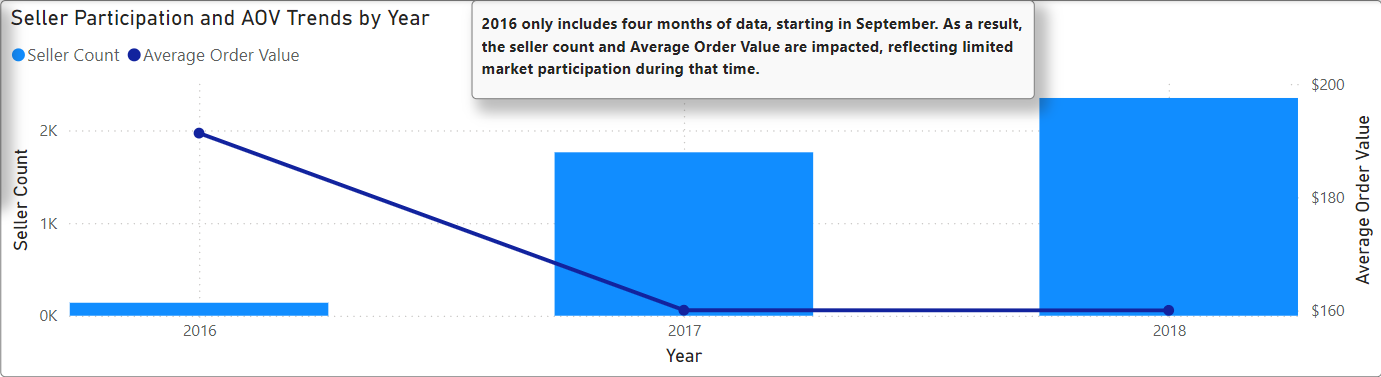 Seller Participation and AOV Trends by Year
2016 only includes four months of data, starting in September. As a result,
the seller count and Average Order Value are impacted, reflecting limited
market participation during that time.
Seller Count Average Order Value
Seller Count
2K
1K
0K
$200
$180
$160
Average Order Value
2016 2017 2018
Year